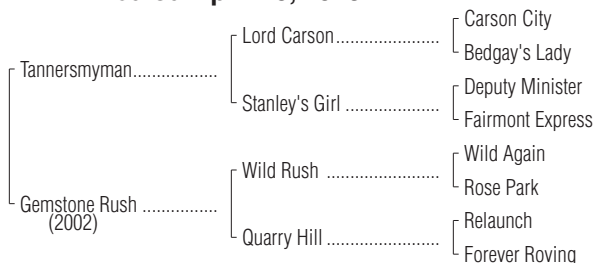 Carson City
Lord Carson
Bedgay's Lady
Tannersmyman
Deputy Minister
Stanley's Girl
Fairmont Express
Wild Again
Wild Rush
Rose Park
Gemstone Rush
(2002)
Relaunch
Quarry Hill
Forever Roving